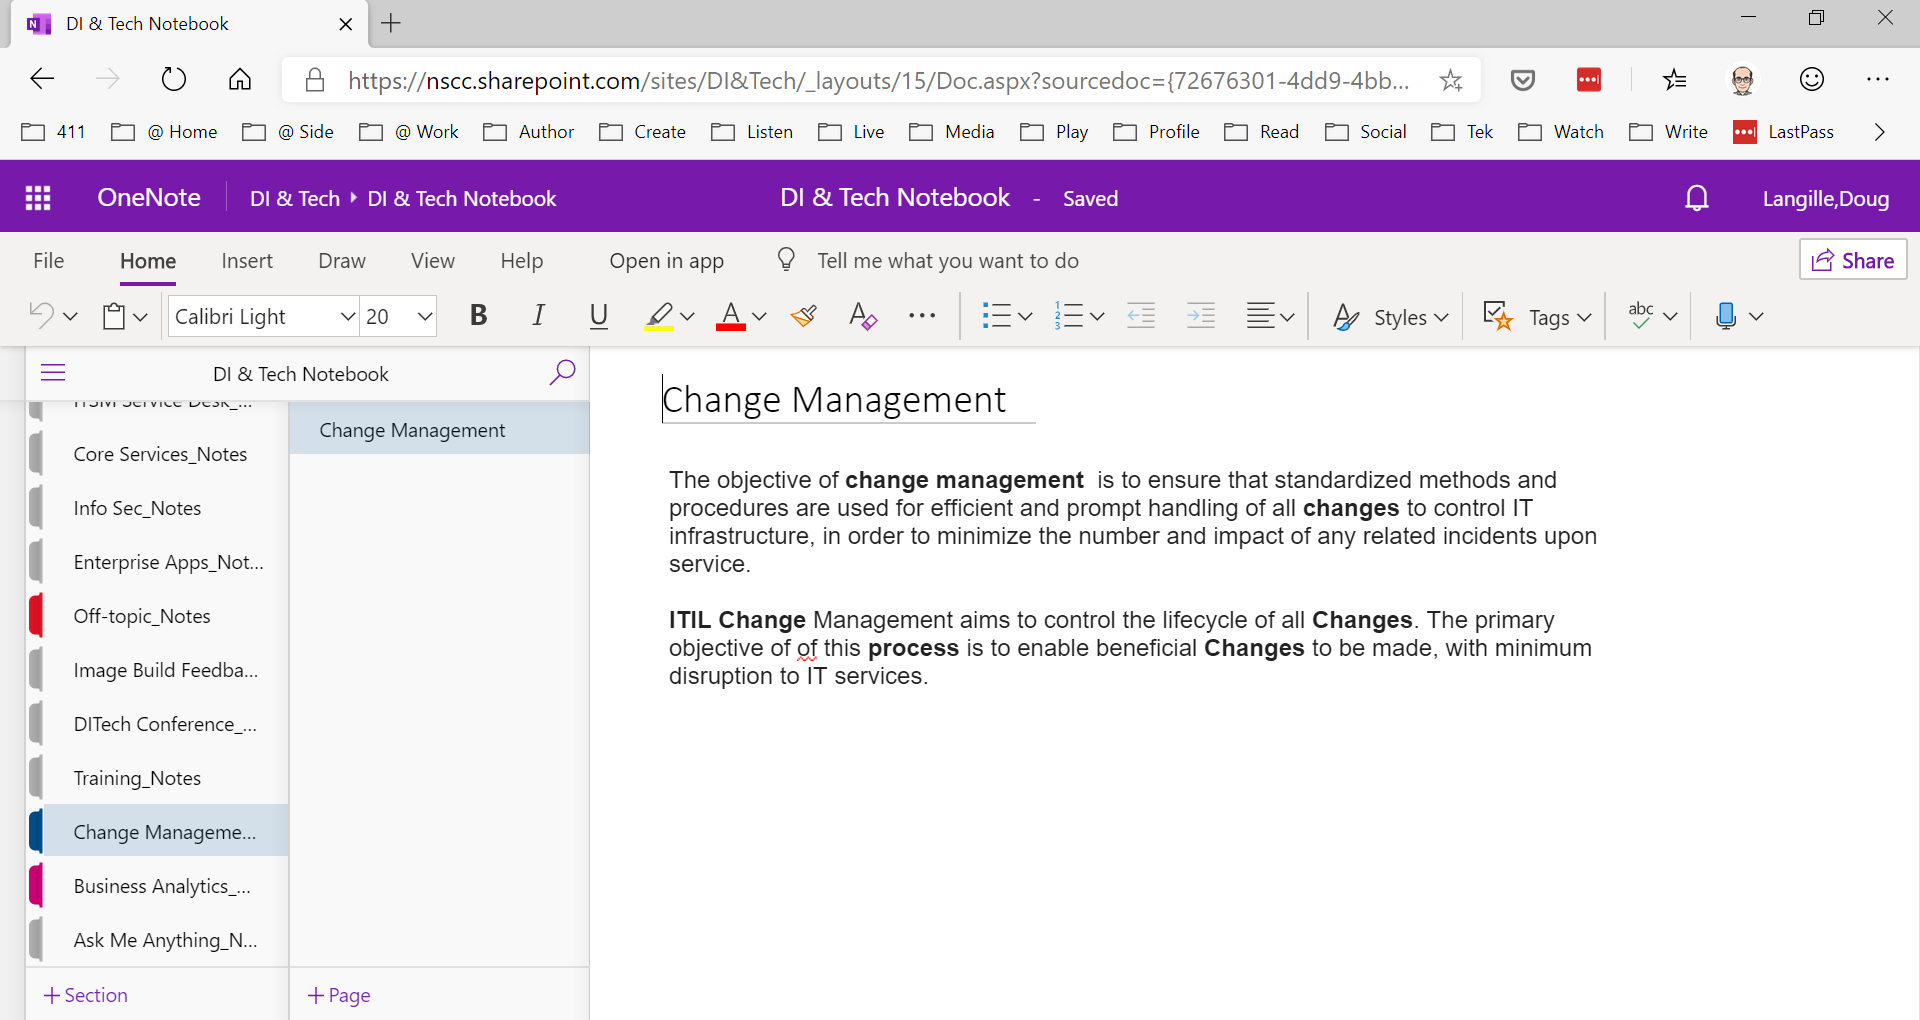 DI & Tech Notebook
https://nscc.sharepoint.com/sites/DI&Tech/_layouts/15/Doc.aspx?sourcedoc={72676301-4dd9-4bb...
411 @ Home @ Side @ Work Author Create Listen Live Media Play Profile Read Social Tek Watch Write LastPass
OneNote DI & Tech DI & Tech Notebook DI & Tech Notebook - Saved Langille,Doug
File Home Insert Draw View Help Open in app Tell me what you want to do Share
Calibri Light 20 B I U A A Styles Tags abc
DI & Tech Notebook
Core Services_Notes
Info Sec_Notes
Enterprise Apps_Not...
Off-topic_Notes
Image Build Feedba...
DITech Conference_...
Training_Notes
Change Manageme...
Business Analytics_...
Ask Me Anything_N...
+ Section
Change Management
+ Page
Change Management
The objective of change management is to ensure that standardized methods and
procedures are used for efficient and prompt handling of all changes to control IT
infrastructure, in order to minimize the number and impact of any related incidents upon
service.
ITIL Change Management aims to control the lifecycle of all Changes. The primary
objective of of this process is to enable beneficial Changes to be made, with minimum
disruption to IT services.